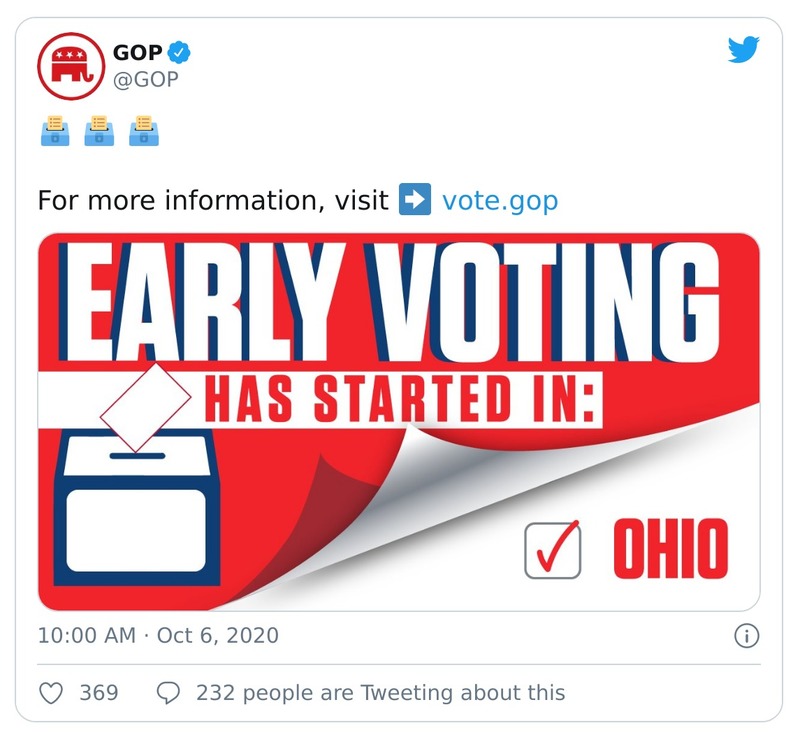 GOP
@GOP
🗳️ 🗳️ 🗳️
For more information, visit ➡️ vote.gop
EARLY VOTING
HAS STARTED IN:
OHIO
10:00 AM · Oct 6, 2020
369 232 people are Tweeting about this